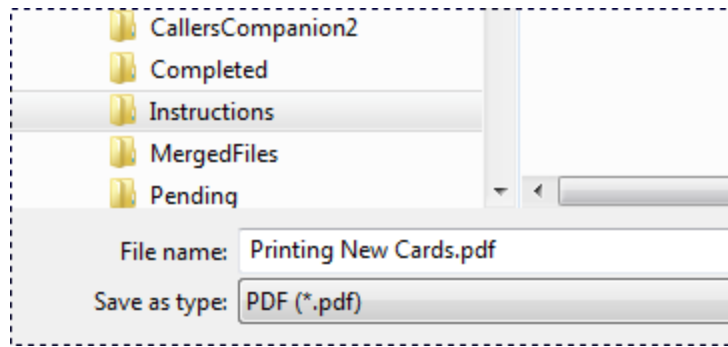 CallersCompanion2
Completed
Instructions
MergedFiles
Pending
File name: Printing New Cards.pdf
Save as type: PDF (*.pdf)